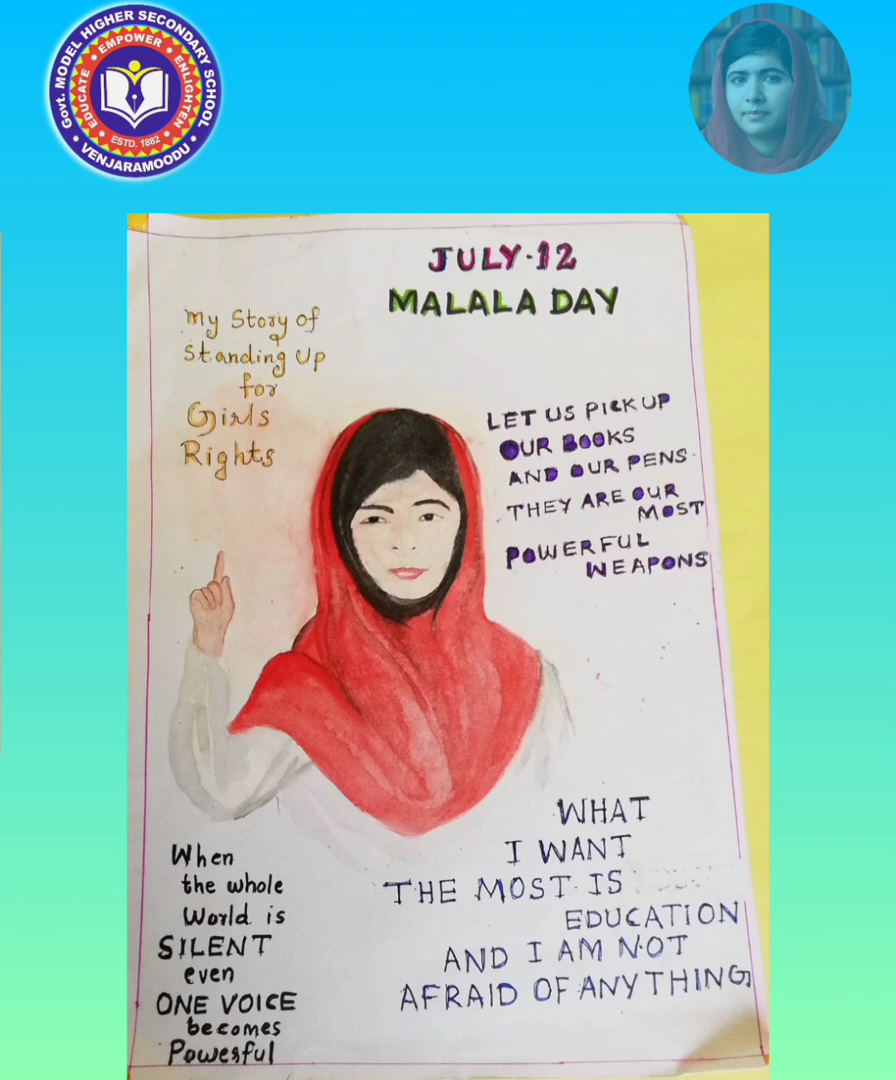 Govt. MODEL HIGHER SECONDARY SCHOOL
EDUCATE • EMPOWER • ENLIGHTEN
ESTD. 1882
VENJARAMOODU
JULY-12
MALALA DAY
My Story of
Standing Up
for
Girls
Rights
LET US PICK UP
OUR BOOKS
AND OUR PENS
THEY ARE OUR
MOST
POWERFUL
WEAPONS
When
the whole
World is
SILENT
even
ONE VOICE
becomes
Powerful
WHAT
I WANT
THE MOST IS
EDUCATION
AND I AM NOT
AFRAID OF ANYTHING